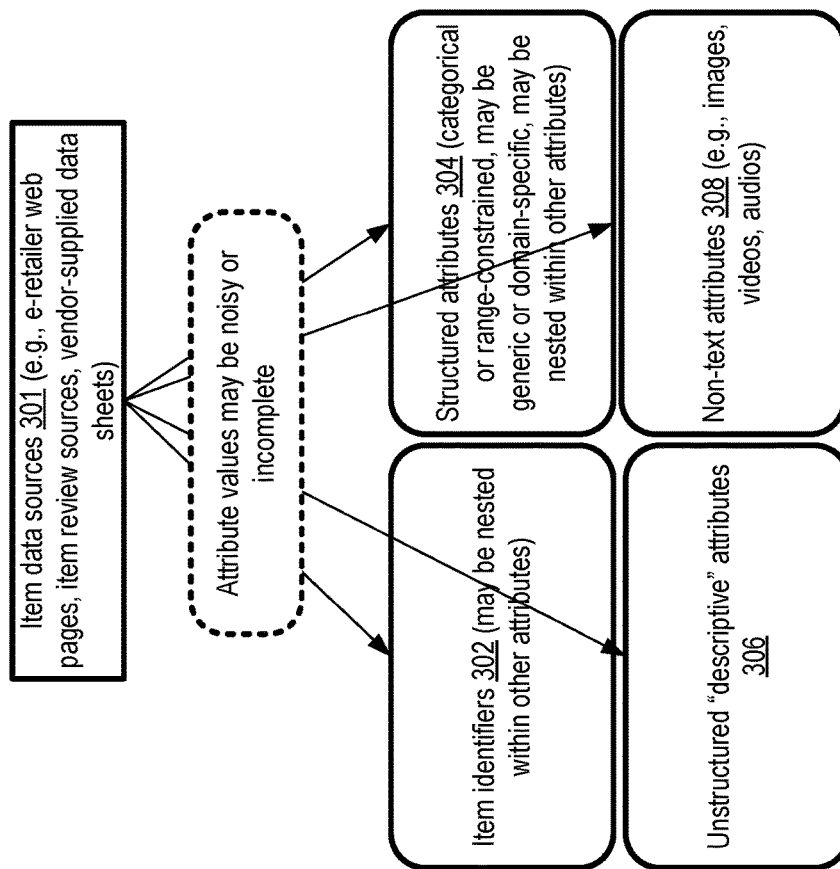 Item data sources 301 (e.g., e-retailer web
pages, item review sources, vendor-supplied data
sheets)
Attribute values may be noisy or
incomplete
Item identifiers 302 (may be nested
within other attributes)
Structured attributes 304 (categorical
or range-constrained, may be
generic or domain-specific, may be
nested within other attributes)
Unstructured “descriptive” attributes
306
Non-text attributes 308 (e.g., images,
videos, audios)